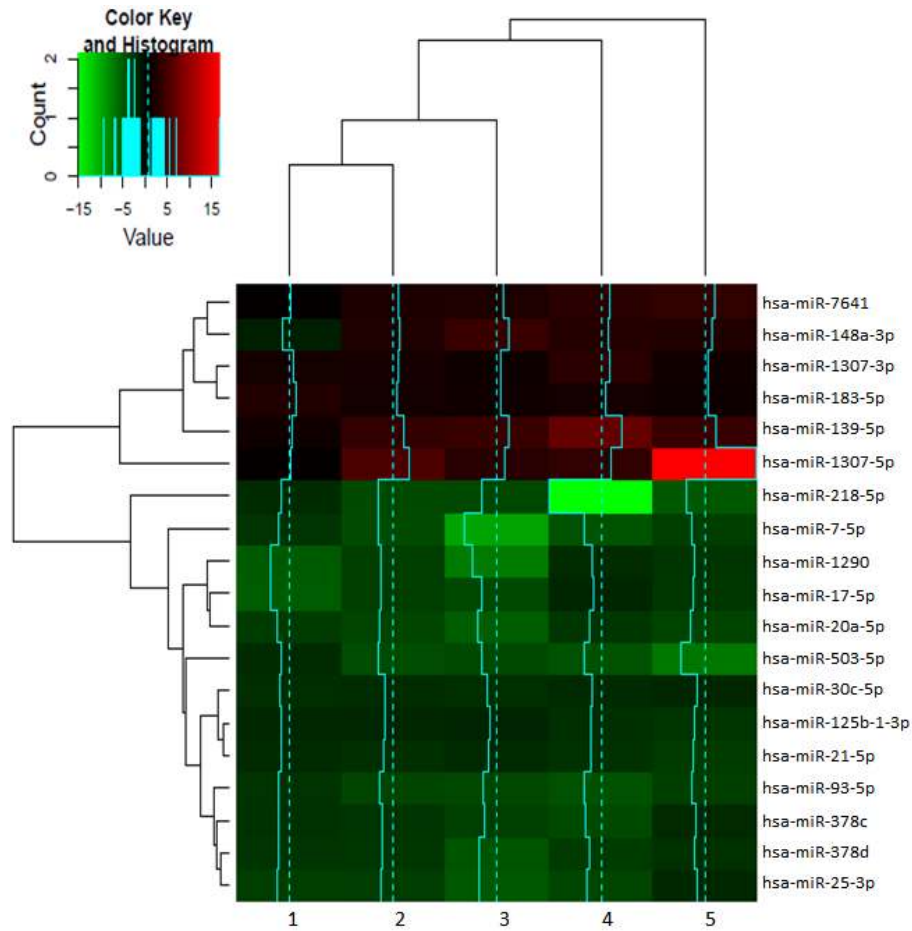 Color Key
and Histogram
Count
0 1 2
−15 −5 5 15
Value
hsa-miR-7641
hsa-miR-148a-3p
hsa-miR-1307-3p
hsa-miR-183-5p
hsa-miR-139-5p
hsa-miR-1307-5p
hsa-miR-218-5p
hsa-miR-7-5p
hsa-miR-1290
hsa-miR-17-5p
hsa-miR-20a-5p
hsa-miR-503-5p
hsa-miR-30c-5p
hsa-miR-125b-1-3p
hsa-miR-21-5p
hsa-miR-93-5p
hsa-miR-378c
hsa-miR-378d
hsa-miR-25-3p
1 2 3 4 5